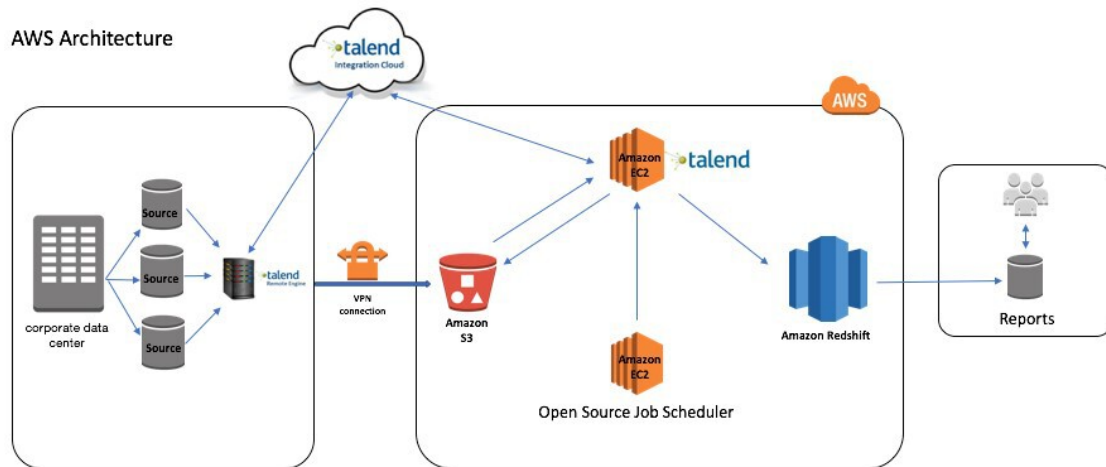 AWS Architecture
talend
Integration Cloud
AWS
Amazon
EC2
talend
Source
Source
Source
talend
Remote Engine
corporate data
center
VPN
connection
Amazon
S3
Amazon
EC2
Open Source Job Scheduler
Amazon Redshift
Reports